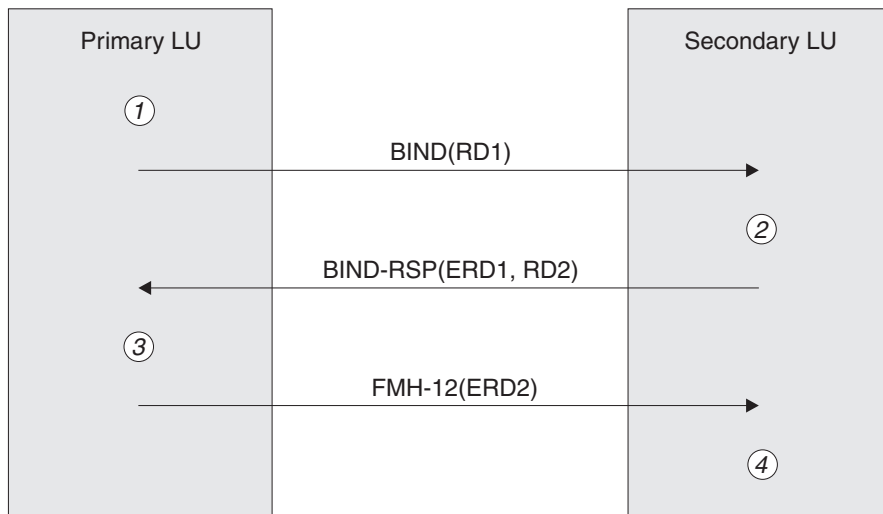 Primary LU
Secondary LU
1
BIND(RD1)
2
BIND-RSP(ERD1, RD2)
3
FMH-12(ERD2)
4